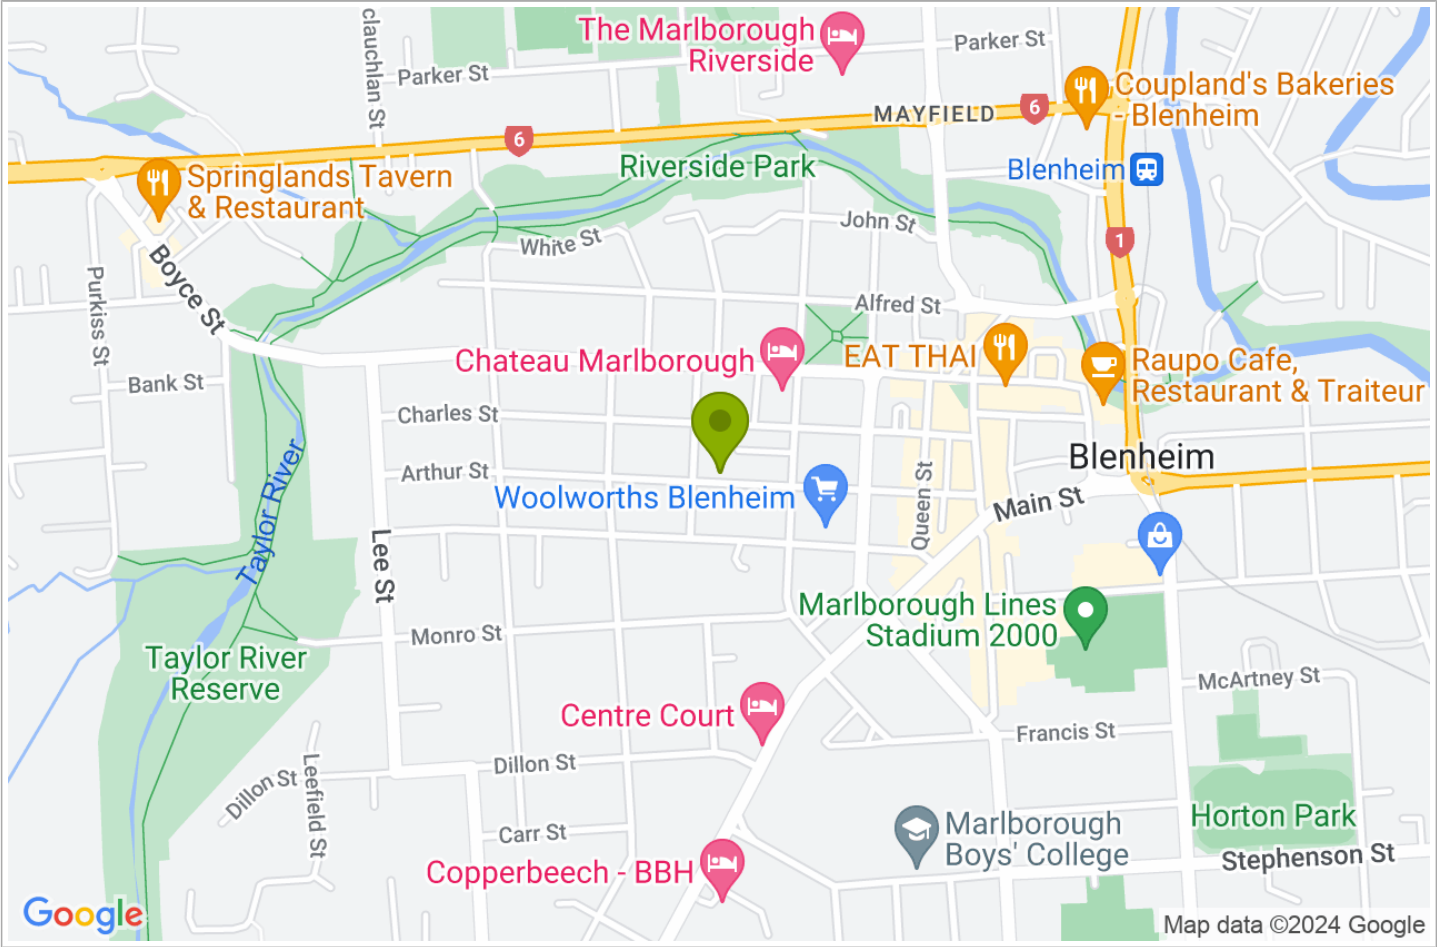 clauchlan St
The Marlborough
Riverside
Parker St
Parker St
6
MAYFIELD
6
Coupland's Bakeries
- Blenheim
Springlands Tavern
& Restaurant
Riverside Park
Blenheim
1
White St
John St
Boyce St
Purkiss St
Alfred St
Chateau Marlborough
EAT THAI
Raupo Cafe,
Restaurant & Traiteur
Bank St
Charles St
Arthur St
Woolworths Blenheim
Queen St
Blenheim
Main St
Taylor River
Lee St
Marlborough Lines
Stadium 2000
Monro St
Taylor River
Reserve
McArtney St
Centre Court
Francis St
Dillon St
Dillon St
Leefield St
Carr St
Marlborough
Boys' College
Horton Park
Stephenson St
Copperbeech - BBH
Google
Map data ©2024 Google